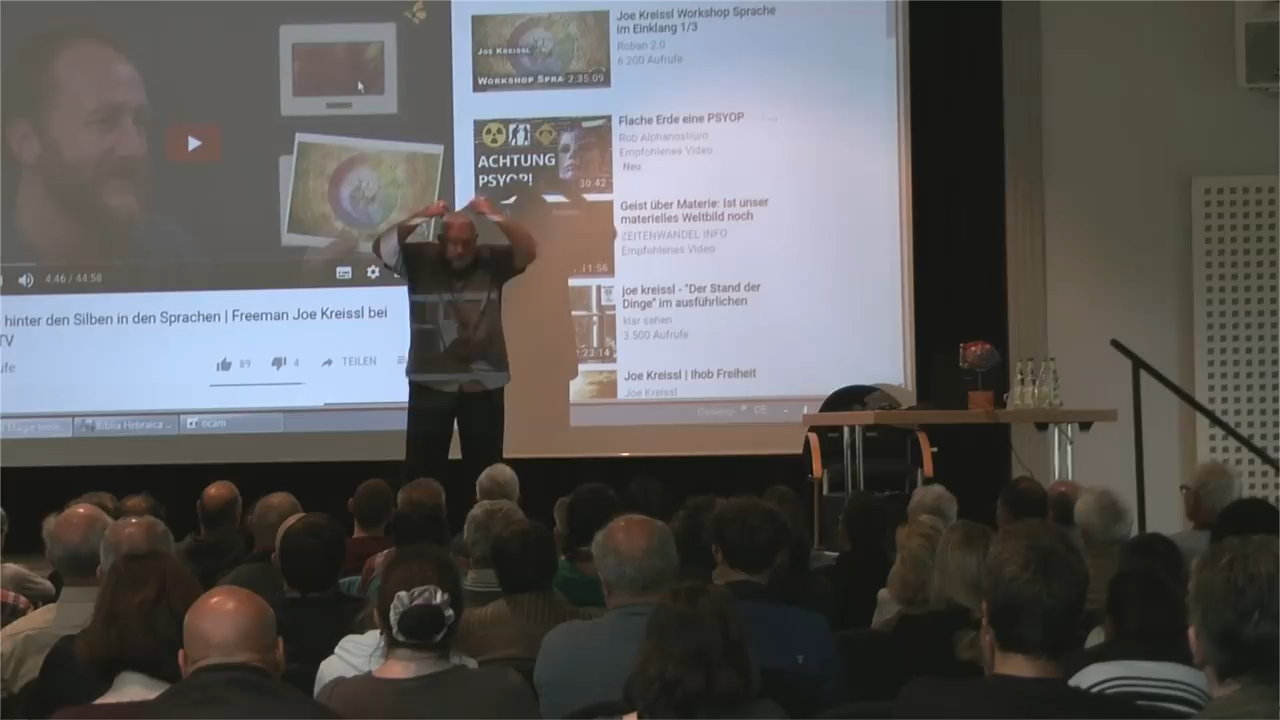 4:46 / 44:58
hinter den Silben in den Sprachen | Freeman Joe Kreissl bei
TV
ufe
89
4
TEILEN
Joe Kreissl
Workshop Spra
2:35:09
Joe Kreissl Workshop Sprache
im Einklang 1/3
Roban 2.0
6.200 Aufrufe
ACHTUNG
PSYOP!
30:42
Flache Erde eine PSYOP
Rob Alphanostrum
Empfohlenes Video
Neu
11:56
Geist über Materie: Ist unser
materielles Weltbild noch
ZEITENWANDEL INFO
Empfohlenes Video
1:23:14
joe kreissl - "Der Stand der
Dinge" im ausführlichen
klar sehen
3.500 Aufrufe
Joe Kreissl | Ihob Freiheit
Joe Kreissl
Biblia Hebraica ...
ocam
Desktop
DE